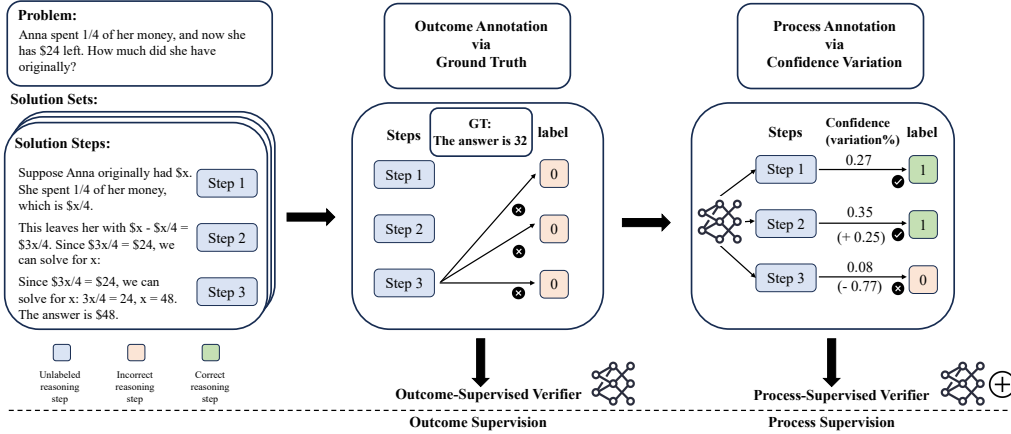 Problem:
Anna spent 1/4 of her money, and now she
has $24 left. How much did she have
originally?
Solution Sets:
Solution Steps:
Suppose Anna originally had $x.
She spent 1/4 of her money,
which is $x/4.
Step 1
This leaves her with $x - $x/4 =
$3x/4. Since $3x/4 = $24, we
can solve for x:
Step 2
Since $3x/4 = $24, we can
solve for x: 3x/4 = 24, x = 48.
The answer is $48.
Step 3
Unlabeled
reasoning
step
Incorrect
reasoning
step
Correct
reasoning
step
Outcome Annotation
via
Ground Truth
Steps
GT:
The answer is 32
label
Step 1
0
Step 2
0
Step 3
0
Outcome-Supervised Verifier
Outcome Supervision
Process Annotation
via
Confidence Variation
Steps
Confidence
(variation%)
label
Step 1
0.27
1
Step 2
0.35
(+ 0.25)
1
Step 3
0.08
(- 0.77)
0
Process-Supervised Verifier
Process Supervision